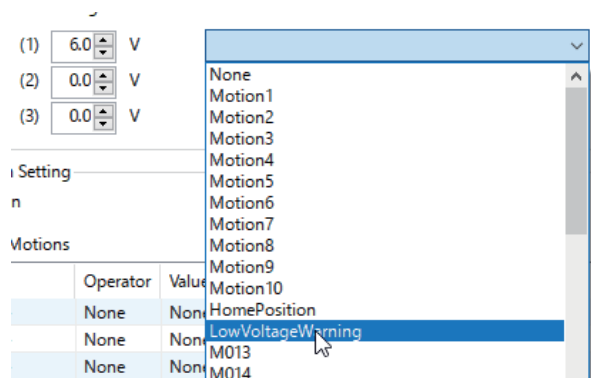 (1) 6.0 V
(2) 0.0 V
(3) 0.0 V
None
Motion1
Motion2
Motion3
Motion4
Motion5
Motion6
Motion7
Motion8
Motion9
Motion10
HomePosition
LowVoltageWarning
M013
M014
Setting
Motions
Operator
None
None
None
None